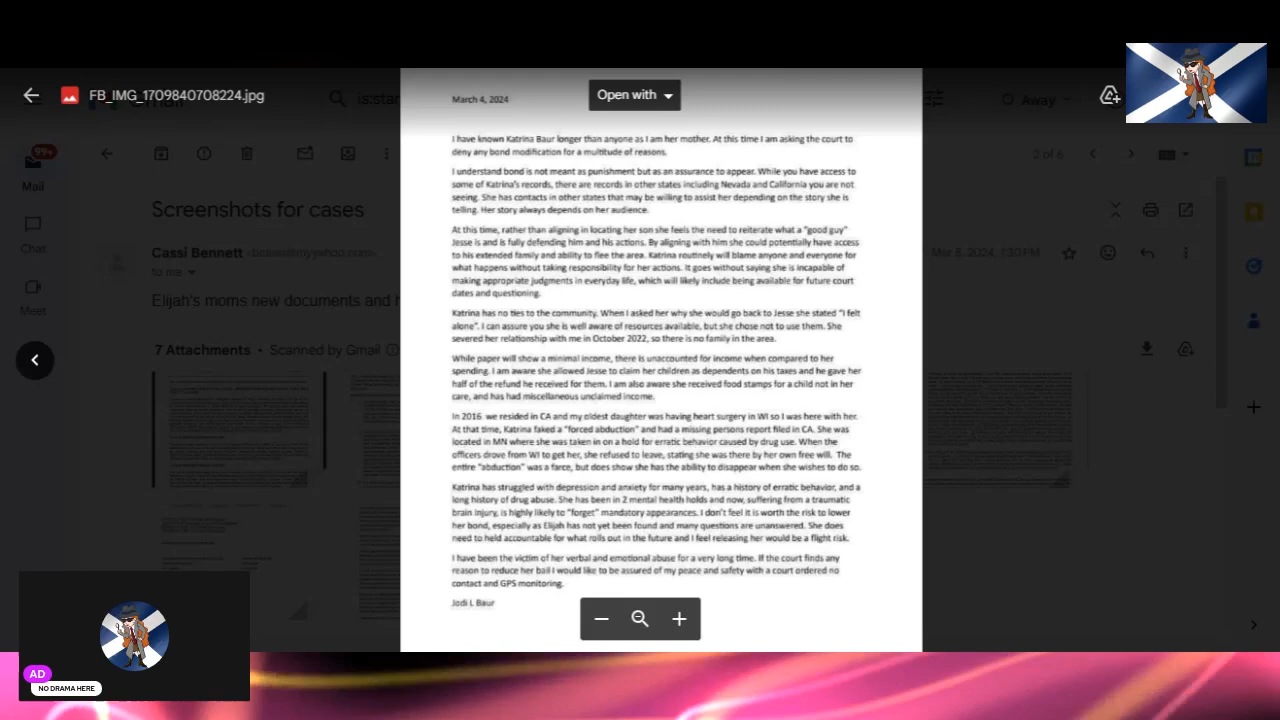 FB_IMG_1709840708224.jpg
Open with
is:star
Away
99+
Mail
2 of 6
Screenshots for cases
Chat
Cassi Bennett
Mar 8, 2024, 1:30 PM
to me
Meet
Elijah's moms new documents and h
7 Attachments • Scanned by Gmail
March 4, 2024
I have known Katrina Baur longer than anyone as I am her mother. At this time I am asking the court to
deny any bond modification for a multitude of reasons.
I understand bond is not meant as punishment but as an assurance to appear. While you have access to
some of Katrina's records, there are records in other states including Nevada and California you are not
seeing. She has contacts in other states that may be willing to assist her depending on the story she is
telling. Her story always depends on her audience.
At this time, rather than aligning in locating her son she feels the need to reiterate what a "good guy"
Jesse is and is fully defending him and his actions. By aligning with him she could potentially have access
to his extended family and ability to flee the area. Katrina routinely will blame anyone and everyone for
what happens without taking responsibility for her actions. It goes without saying she is incapable of
making appropriate judgments in everyday life, which will likely include being available for future court
dates and questioning.
Katrina has no ties to the community. When I asked her why she would go back to Jesse she stated "I felt
alone". I can assure you she is well aware of resources available, but she chose not to use them. She
severed her relationship with me in October 2022, so there is no family in the area.
While paper will show a minimal income, there is unaccounted for income when compared to her
spending. I am aware she allowed Jesse to claim her children as dependents on his taxes and he gave her
half of the refund he received for them. I am also aware she received food stamps for a child not in her
care, and has had miscellaneous unclaimed income.
In 2016 we resided in CA and my oldest daughter was having heart surgery in WI so I was here with her.
At that time, Katrina faked a "forced abduction" and had a missing persons report filed in CA. She was
located in MN where she was taken in on a hold for erratic behavior caused by drug use. When the
officers drove from WI to get her, she refused to leave, stating she was there by her own free will. The
entire "abduction" was a farce, but does show she has the ability to disappear when she wishes to do so.
Katrina has struggled with depression and anxiety for many years, has a history of erratic behavior, and a
long history of drug abuse. She has been in 2 mental health holds and now, suffering from a traumatic
brain injury, is highly likely to "forget" mandatory appearances. I don't feel it is worth the risk to lower
her bond, especially as Elijah has not yet been found and many questions are unanswered. She does
need to held accountable for what rolls out in the future and I feel releasing her would be a flight risk.
I have been the victim of her verbal and emotional abuse for a very long time. If the court finds any
reason to reduce her bail I would like to be assured of my peace and safety with a court ordered no
contact and GPS monitoring.
Jodi L Baur
AD
NO DRAMA HERE